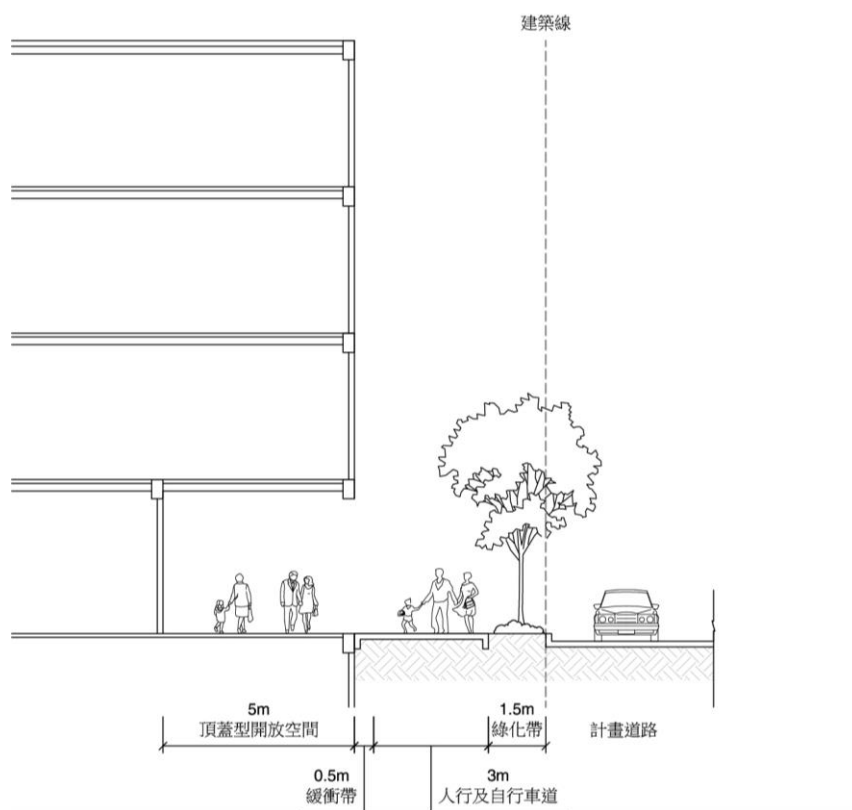 建築線
5m
頂蓋型開放空間
1.5m
綠化帶
計畫道路
0.5m
緩衝帶
3m
人行及自行車道